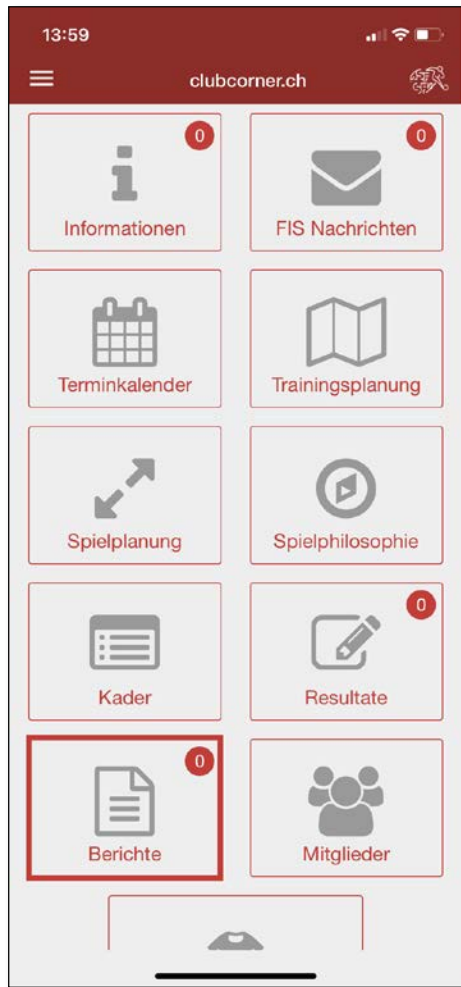 13:59
clubcorner.ch
0
0
Informationen
FIS Nachrichten
Terminkalender
Trainingsplanung
Spielplanung
Spielphilosophie
0
Kader
Resultate
0
Berichte
Mitglieder